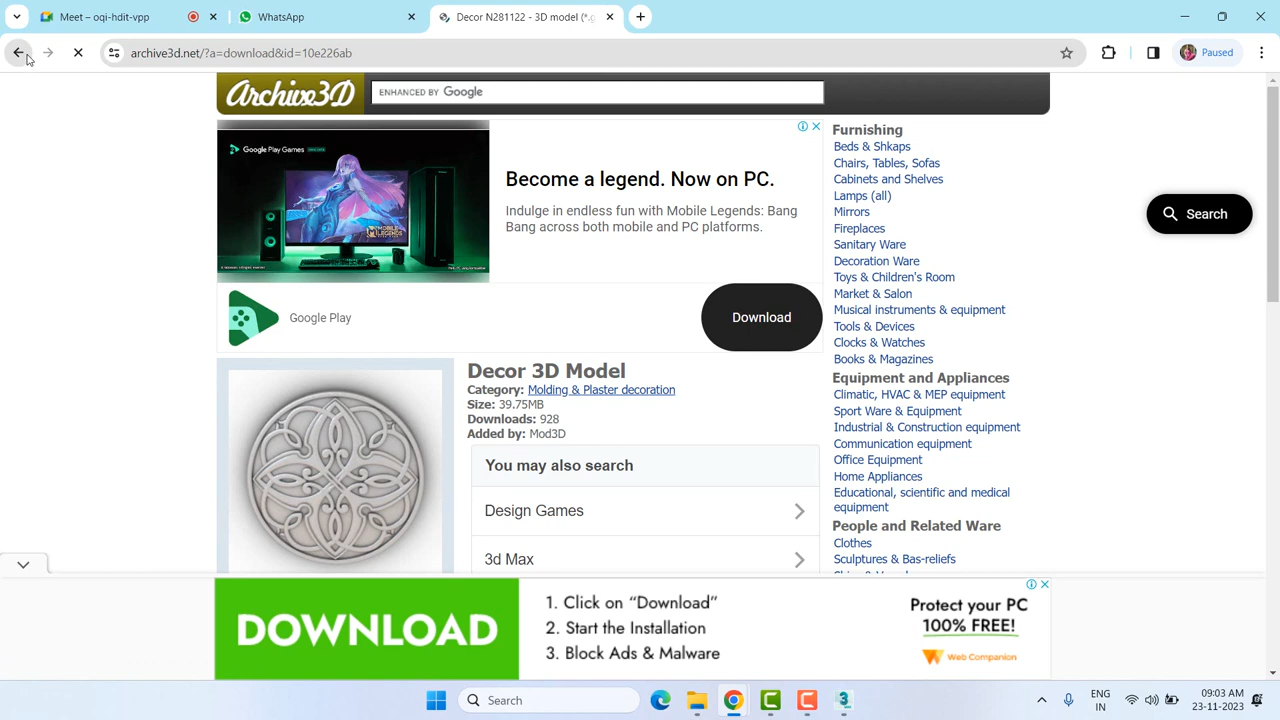 Meet – oqi-hdit-vpp
WhatsApp
Decor N281122 - 3D model (*.g
archive3d.net/?a=download&id=10e226ab
Paused
Archive3D
ENHANCED BY Google
Google Play Games
MOBILE LEGENDS
Become a legend. Now on PC.
Indulge in endless fun with Mobile Legends: Bang
Bang across both mobile and PC platforms.
Google Play
Download
Decor 3D Model
Category: Molding & Plaster decoration
Size: 39.75MB
Downloads: 928
Added by: Mod3D
You may also search
Design Games
3d Max
Furnishing
Beds & Shkaps
Chairs, Tables, Sofas
Cabinets and Shelves
Lamps (all)
Mirrors
Fireplaces
Sanitary Ware
Decoration Ware
Toys & Children's Room
Market & Salon
Musical instruments & equipment
Tools & Devices
Clocks & Watches
Books & Magazines
Equipment and Appliances
Climatic, HVAC & MEP equipment
Sport Ware & Equipment
Industrial & Construction equipment
Communication equipment
Office Equipment
Home Appliances
Educational, scientific and medical
equipment
People and Related Ware
Clothes
Sculptures & Bas-reliefs
Search
DOWNLOAD
1. Click on “Download”
2. Start the Installation
3. Block Ads & Malware
Protect your PC
100% FREE!
Web Companion
Search
ENG
IN
09:03 AM
23-11-2023